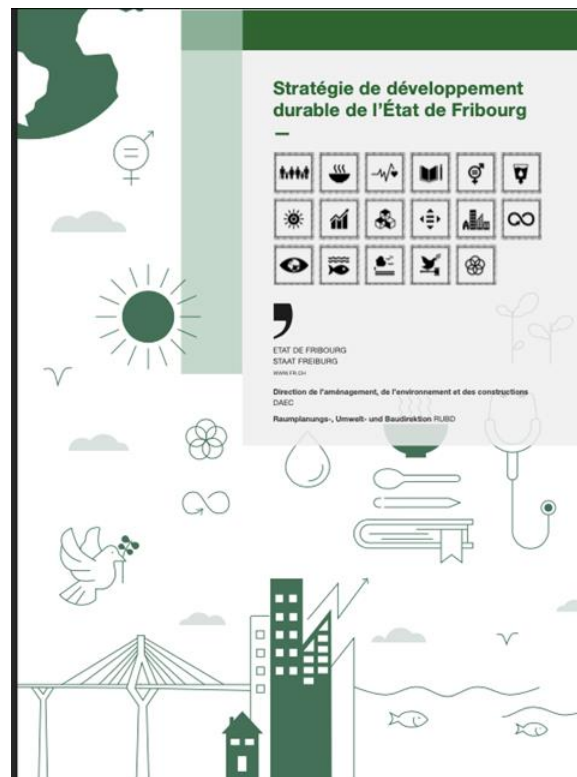 Stratégie de développement
durable de l'État de Fribourg
ETAT DE FRIBOURG
STAAT FREIBURG
WWW.FR.CH
Direction de l'aménagement, de l'environnement et des constructions
DAEC
Raumplanungs-, Umwelt- und Baudirektion RUBD